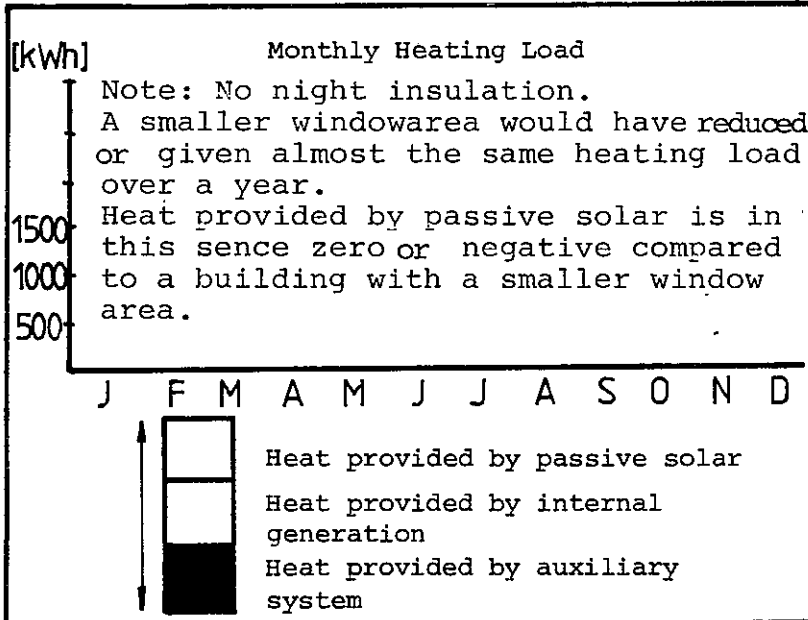 [kWh] Monthly Heating Load
Note: No night insulation.
A smaller windowarea would have reduced
or given almost the same heating load
over a year.
Heat provided by passive solar is in
this sence zero or negative compared
to a building with a smaller window
area.
1500
1000
500
J F M A M J J A S O N D
Heat provided by passive solar
Heat provided by internal
generation
Heat provided by auxiliary
system